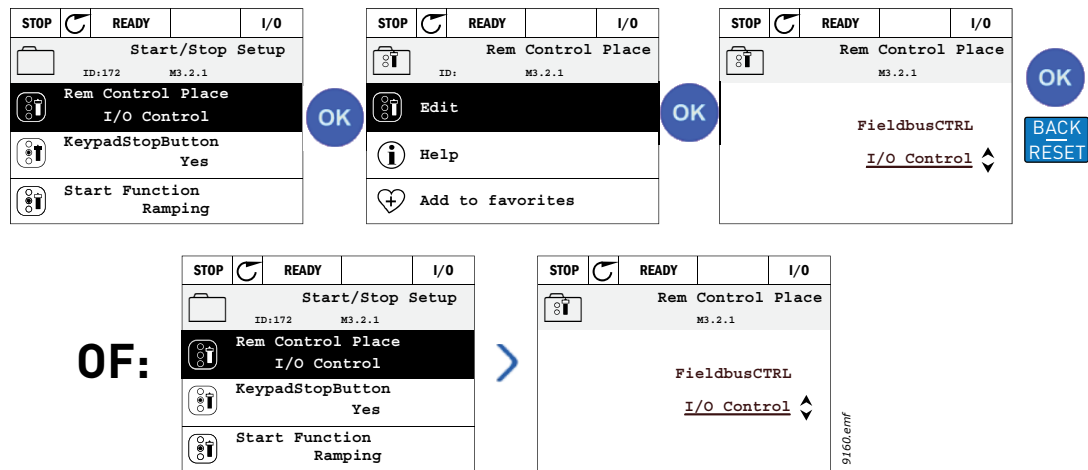 STOP READY I/O
Start/Stop Setup
ID:172 M3.2.1
Rem Control Place
I/O Control
KeypadStopButton
Yes
Start Function
Ramping
OK
STOP READY I/O
Rem Control Place
ID: M3.2.1
Edit
Help
Add to favorites
OK
STOP READY I/O
Rem Control Place
M3.2.1
FieldbusCTRL
I/O Control
OK
BACK
RESET
OF:
STOP READY I/O
Start/Stop Setup
ID:172 M3.2.1
Rem Control Place
I/O Control
KeypadStopButton
Yes
Start Function
Ramping
STOP READY I/O
Rem Control Place
M3.2.1
FieldbusCTRL
I/O Control
9160.emf